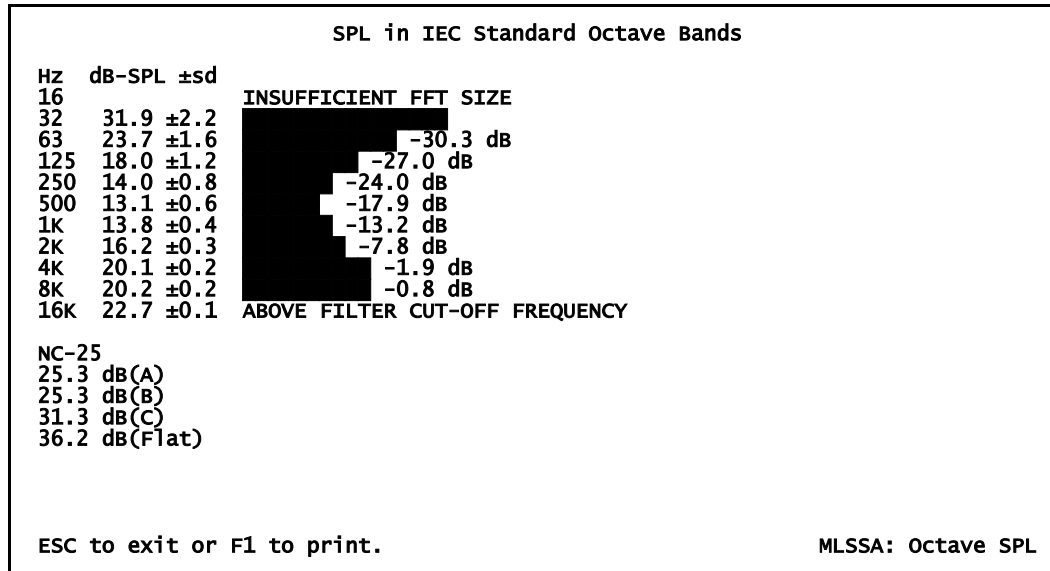 SPL in IEC Standard Octave Bands
Hz dB-SPL ±sd
16 INSUFFICIENT FFT SIZE
32 31.9 ±2.2
63 23.7 ±1.6 -30.3 dB
125 18.0 ±1.2 -27.0 dB
250 14.0 ±0.8 -24.0 dB
500 13.1 ±0.6 -17.9 dB
1K 13.8 ±0.4 -13.2 dB
2K 16.2 ±0.3 -7.8 dB
4K 20.1 ±0.2 -1.9 dB
8K 20.2 ±0.2 -0.8 dB
16K 22.7 ±0.1 ABOVE FILTER CUT-OFF FREQUENCY
NC-25
25.3 dB(A)
25.3 dB(B)
31.3 dB(C)
36.2 dB(Flat)
ESC to exit or F1 to print. MLSSA: Octave SPL